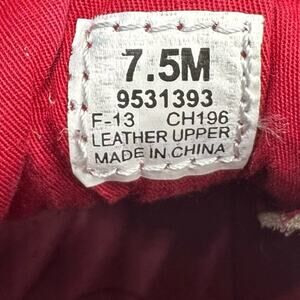 7.5M
9531393
F-13 CH196
LEATHER UPPER
MADE IN CHINA